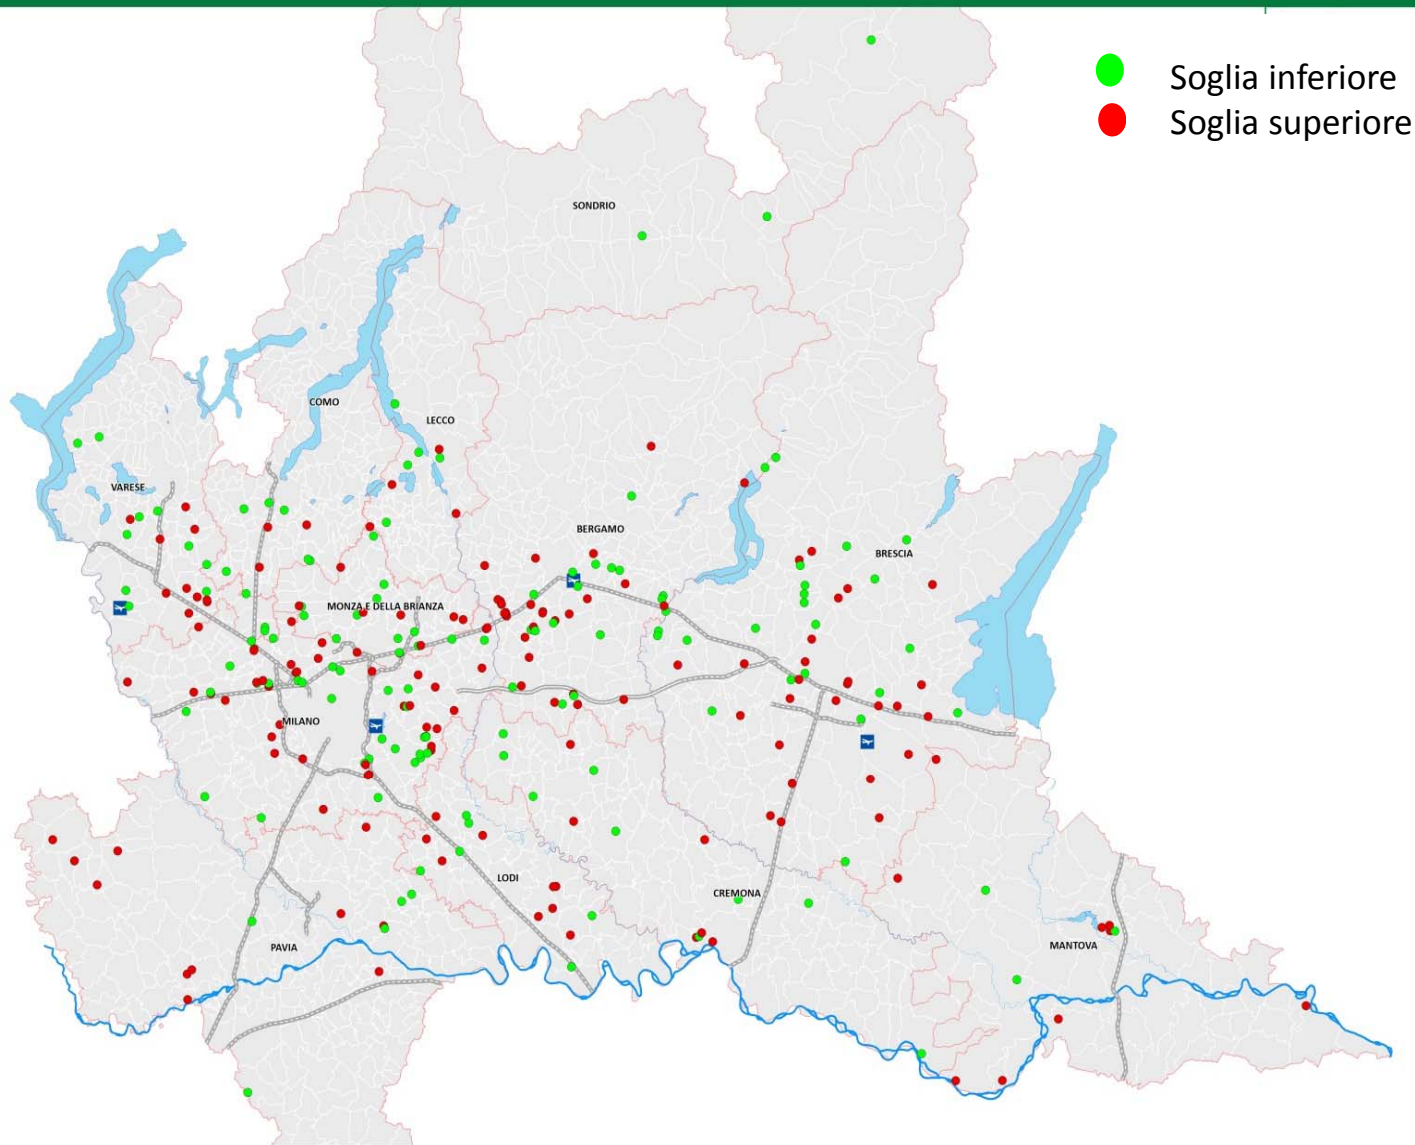 Soglia inferiore
Soglia superiore
SONDRIO
COMO
LECCO
VARESE
BERGAMO
BRESCIA
MONZA E DELLA BRIANZA
MILANO
LODI
CREMONA
PAVIA
MANTOVA